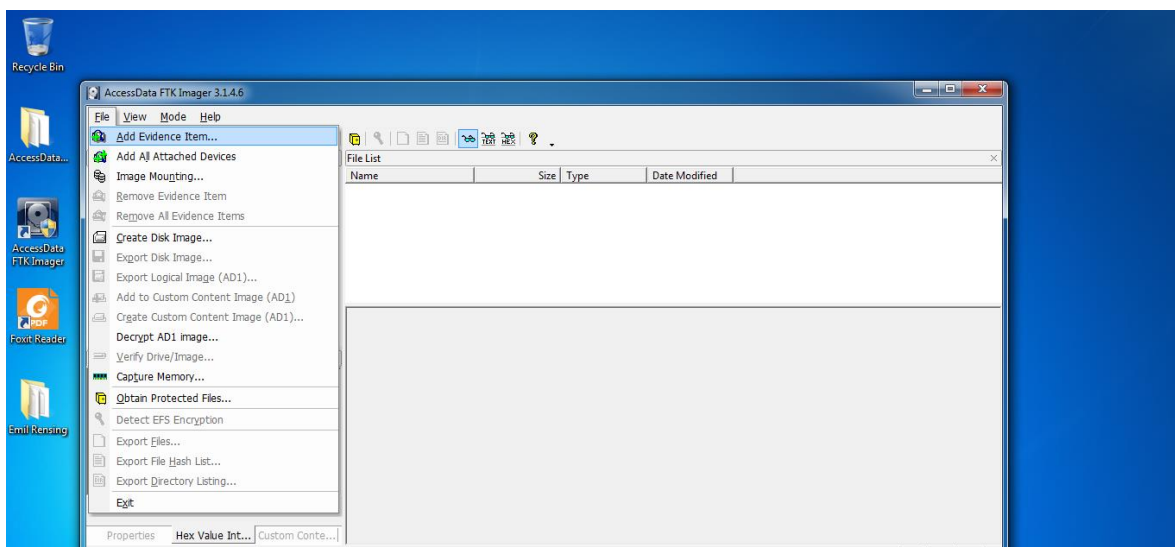 Recycle Bin
AccessData...
AccessData
FTK Imager
PDF
Foxit Reader
Emil Rensing
AccessData FTK Imager 3.1.4.6
File View Mode Help
Add Evidence Item...
Add All Attached Devices
Image Mounting...
Remove Evidence Item
Remove All Evidence Items
Create Disk Image...
Export Disk Image...
Export Logical Image (AD1)...
Add to Custom Content Image (AD1)
Create Custom Content Image (AD1)...
Decrypt AD1 image...
Verify Drive/Image...
Capture Memory...
Obtain Protected Files...
Detect EFS Encryption
Export Files...
Export File Hash List...
Export Directory Listing...
Exit
TEXT HEX
File List
Name Size Type Date Modified
Properties Hex Value Int... Custom Conte...